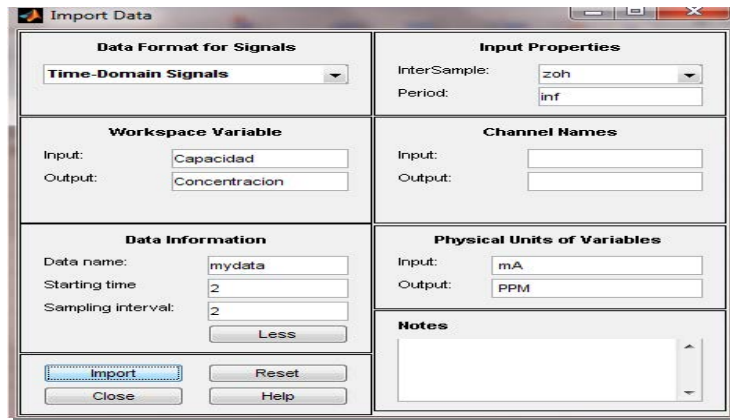 Import Data
Data Format for Signals
Time-Domain Signals
Input Properties
InterSample:
zoh
Period:
inf
Workspace Variable
Input:
Capacidad
Output:
Concentracion
Channel Names
Input:
Output:
Data Information
Data name:
mydata
Starting time
2
Sampling interval:
2
Less
Physical Units of Variables
Input:
mA
Output:
PPM
Notes
Import
Reset
Close
Help